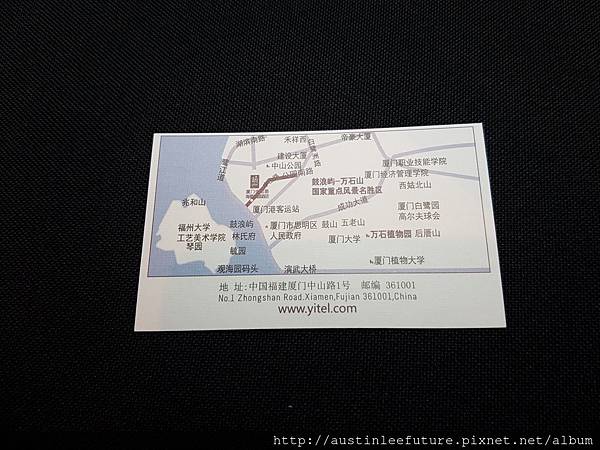 湖滨南路
禾祥西
白鹭洲路
帝豪大厦
鹭江道
建设大厦
中山公园
厦门职业技能学院
厦门经济管理学院
公园南路
鼓浪屿-万石山
国家重点风景名胜区
西姑北山
兆和山
厦门港客运站
成功大道
厦门白鹭园
高尔夫球会
福州大学
工艺美术学院
琴园
鼓浪屿
林氏府
毓园
厦门市思明区
人民政府
鼓山
五老山
厦门大学
万石植物园
后厝山
厦门植物大学
观海园码头
演武大桥
地 址:中国福建厦门中山路1号 邮编 361001
No.1 Zhongshan Road.Xiamen,Fujian 361001,China
www.yitel.com
http://austinleefuture.pixnet.net/album